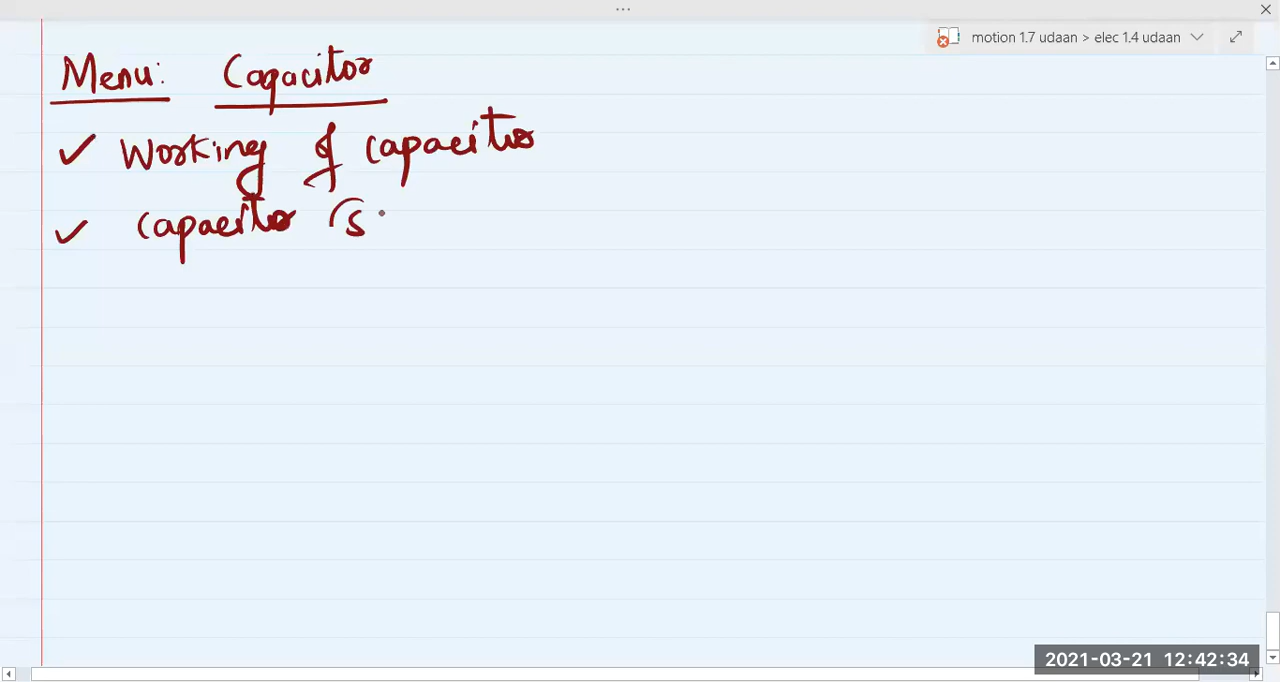 ...
motion 1.7 udaan > elec 1.4 udaan
Menu: Capacitor
✓ Working of capacitor
✓ capacitor (s
2021-03-21 12:42:34